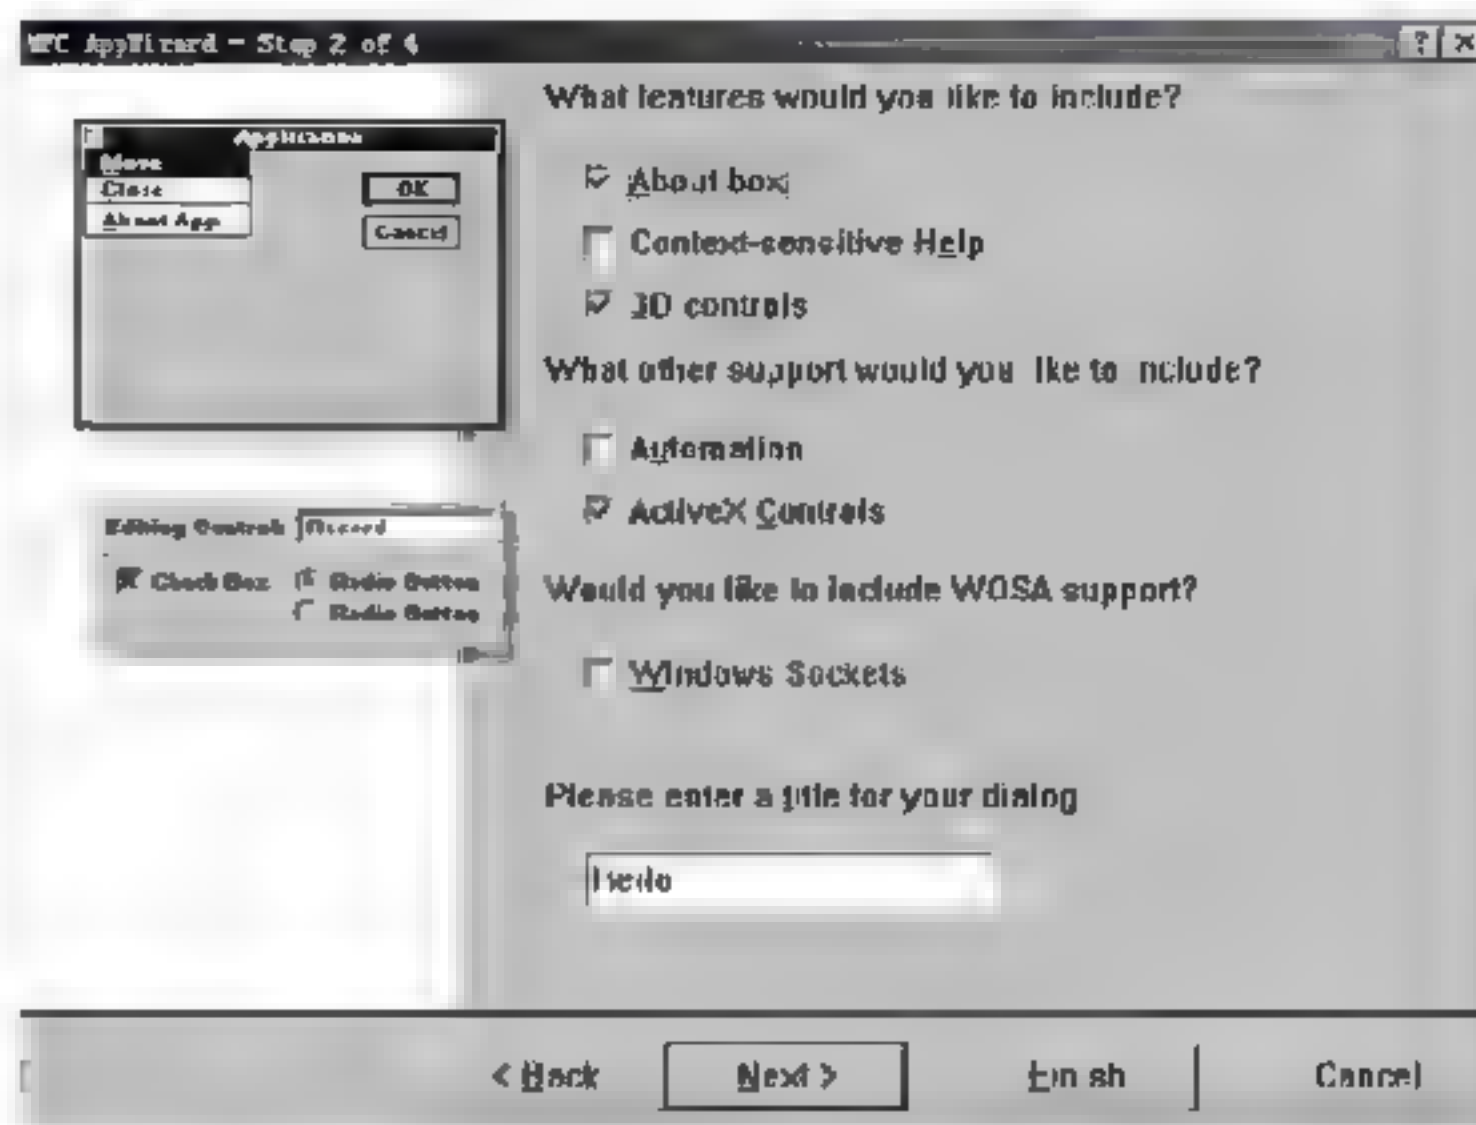 MFC AppWizard - Step 2 of 4
What features would you like to include?
Application
Move
Close
About App
OK
Cancel
About box
Context-sensitive Help
3D controls
What other support would you like to include?
Automation
ActiveX Controls
Editing Control:
Record
Check Box
Radio Button
Radio Button
Would you like to include WOSA support?
Windows Sockets
Please enter a title for your dialog
hello
< Back
Next >
Finish
Cancel